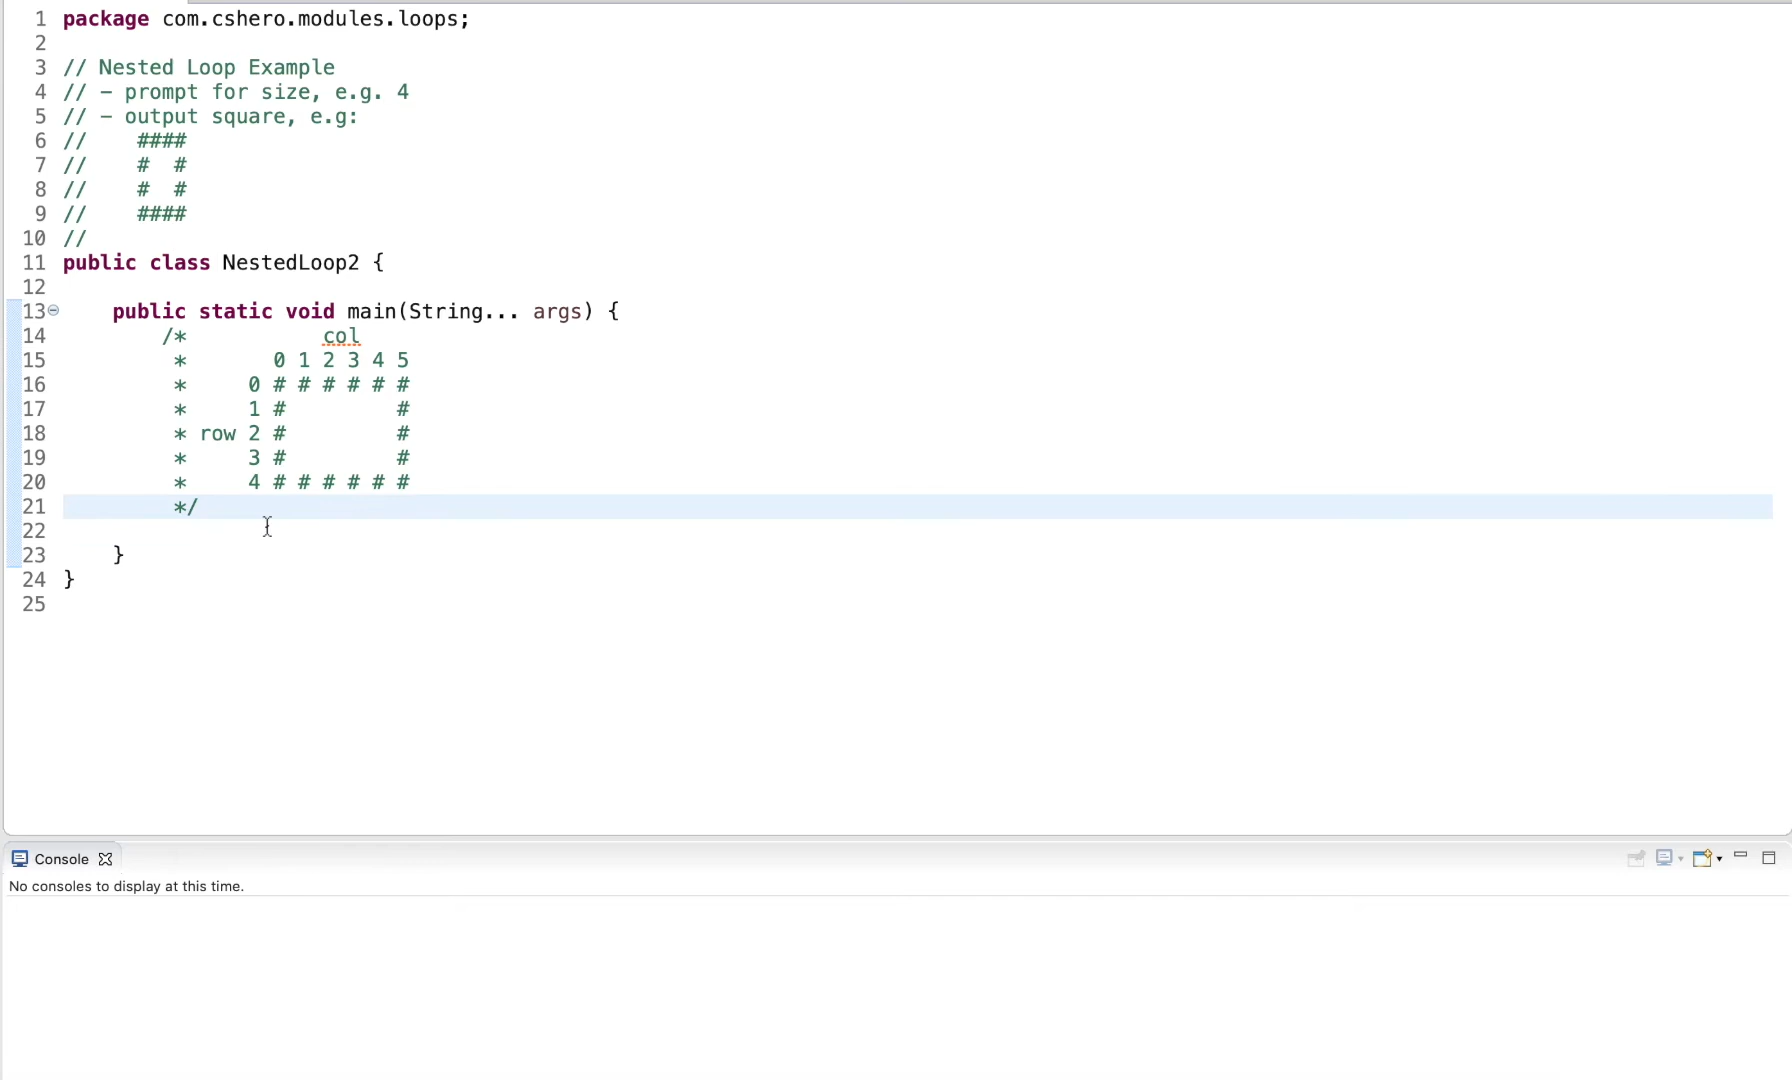 1 package com.cshero.modules.loops;
2
3 // Nested Loop Example
4 // - prompt for size, e.g. 4
5 // - output square, e.g:
6 //    ####
7 //    #  #
8 //    #  #
9 //    ####
10 //
11 public class NestedLoop2 {
12
13     public static void main(String... args) {
14         /*           col
15          *       0 1 2 3 4 5
16          *     0 # # # # # #
17          *     1 #         #
18          * row 2 #         #
19          *     3 #         #
20          *     4 # # # # # #
21          */
22
23     }
24 }
25
Console
No consoles to display at this time.